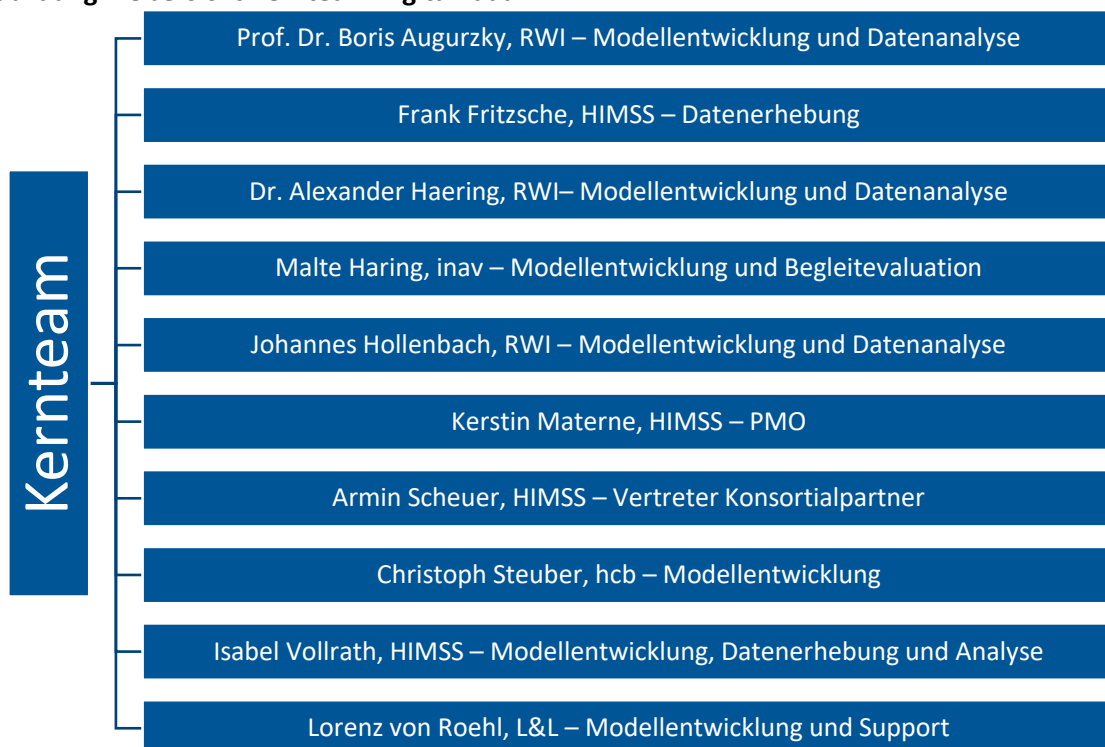 Kernteam
Prof. Dr. Boris Augurzky, RWI – Modellentwicklung und Datenanalyse
Frank Fritzsche, HIMSS – Datenerhebung
Dr. Alexander Haering, RWI– Modellentwicklung und Datenanalyse
Malte Haring, inav – Modellentwicklung und Begleitevaluation
Johannes Hollenbach, RWI – Modellentwicklung und Datenanalyse
Kerstin Materne, HIMSS – PMO
Armin Scheuer, HIMSS – Vertreter Konsortialpartner
Christoph Steuber, hcb – Modellentwicklung
Isabel Vollrath, HIMSS – Modellentwicklung, Datenerhebung und Analyse
Lorenz von Roehl, L&L – Modellentwicklung und Support